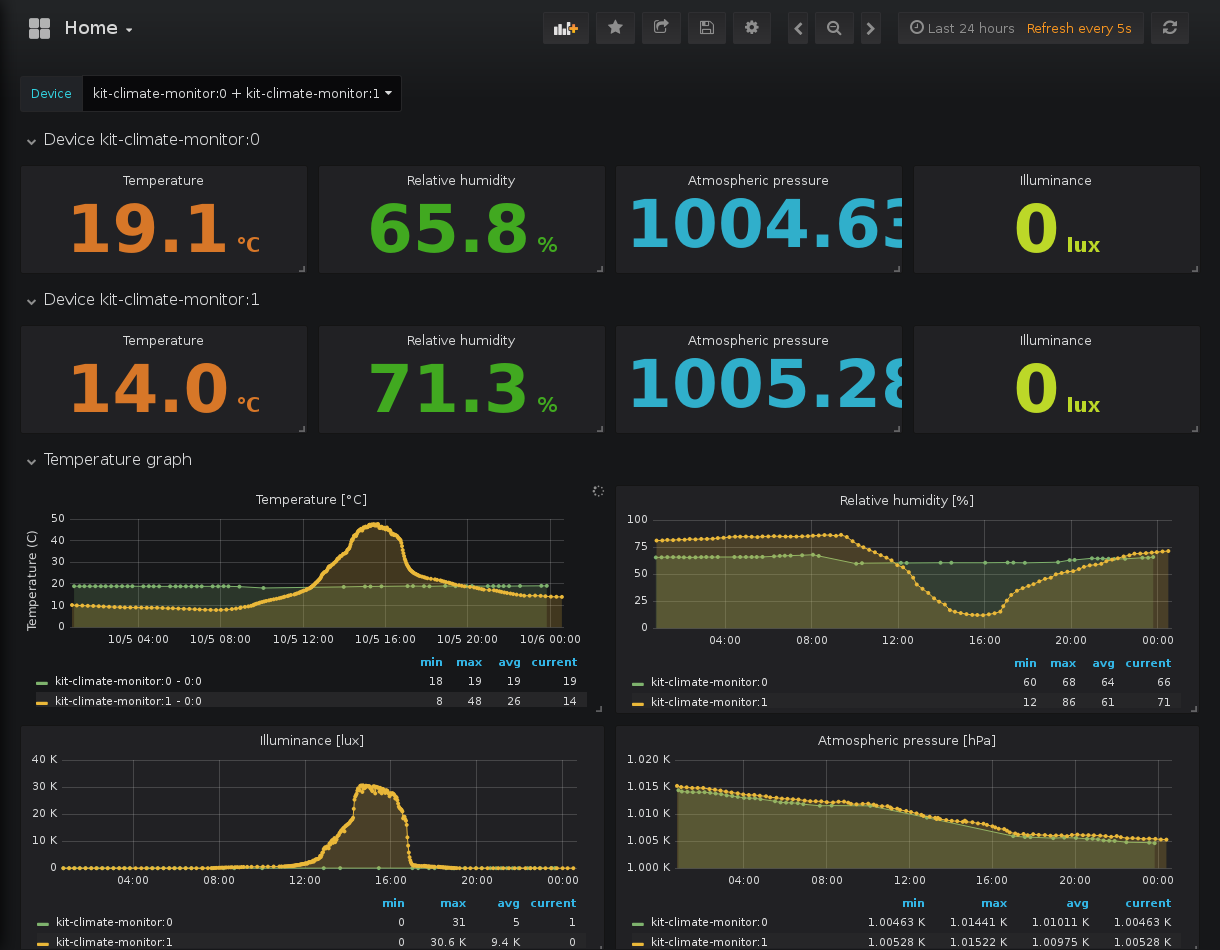 Home
Last 24 hours Refresh every 5s
Device kit-climate-monitor:0 + kit-climate-monitor:1
Device kit-climate-monitor:0
Temperature Relative humidity Atmospheric pressure Illuminance
19.1 °C 65.8 % 1004.63 0 lux
Device kit-climate-monitor:1
Temperature Relative humidity Atmospheric pressure Illuminance
14.0 °C 71.3 % 1005.28 0 lux
Temperature graph
Temperature [°C]
Temperature (C)
50
40
30
20
10
0
10/5 04:00 10/5 08:00 10/5 12:00 10/5 16:00 10/5 20:00 10/6 00:00
min max avg current
kit-climate-monitor:0 - 0:0 18 19 19 19
kit-climate-monitor:1 - 0:0 8 48 26 14
Relative humidity [%]
100
75
50
25
0
04:00 08:00 12:00 16:00 20:00 00:00
min max avg current
kit-climate-monitor:0 60 68 64 66
kit-climate-monitor:1 12 86 61 71
Illuminance [lux]
40 K
30 K
20 K
10 K
0
04:00 08:00 12:00 16:00 20:00 00:00
min max avg current
kit-climate-monitor:0 0 31 5 1
kit-climate-monitor:1 0 30.6 K 9.4 K 0
Atmospheric pressure [hPa]
1.020 K
1.015 K
1.010 K
1.005 K
1.000 K
04:00 08:00 12:00 16:00 20:00 00:00
min max avg current
kit-climate-monitor:0 1.00463 K 1.01441 K 1.01011 K 1.00463 K
kit-climate-monitor:1 1.00528 K 1.01522 K 1.00975 K 1.00528 K